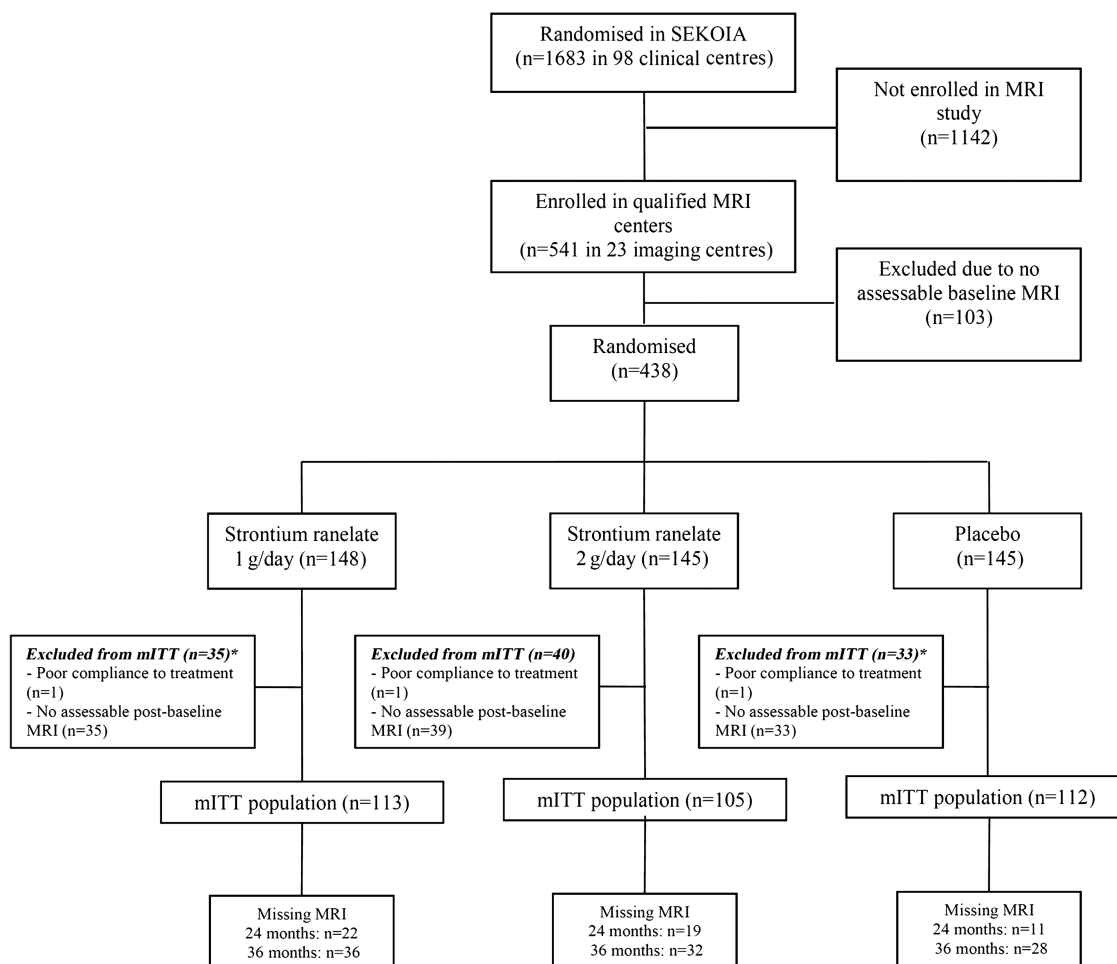 Randomised in SEKOIA
(n=1683 in 98 clinical centres)
Not enrolled in MRI
study
(n=1142)
Enrolled in qualified MRI
centers
(n=541 in 23 imaging centres)
Excluded due to no
assessable baseline MRI
(n=103)
Randomised
(n=438)
Strontium ranelate
1 g/day (n=148)
Strontium ranelate
2 g/day (n=145)
Placebo
(n=145)
Excluded from mITT (n=35)*
- Poor compliance to treatment
(n=1)
- No assessable post-baseline
MRI (n=35)
Excluded from mITT (n=40)
- Poor compliance to treatment
(n=1)
- No assessable post-baseline
MRI (n=39)
Excluded from mITT (n=33)*
- Poor compliance to treatment
(n=1)
- No assessable post-baseline
MRI (n=33)
mITT population (n=113)
mITT population (n=105)
mITT population (n=112)
Missing MRI
24 months: n=22
36 months: n=36
Missing MRI
24 months: n=19
36 months: n=32
Missing MRI
24 months: n=11
36 months: n=28